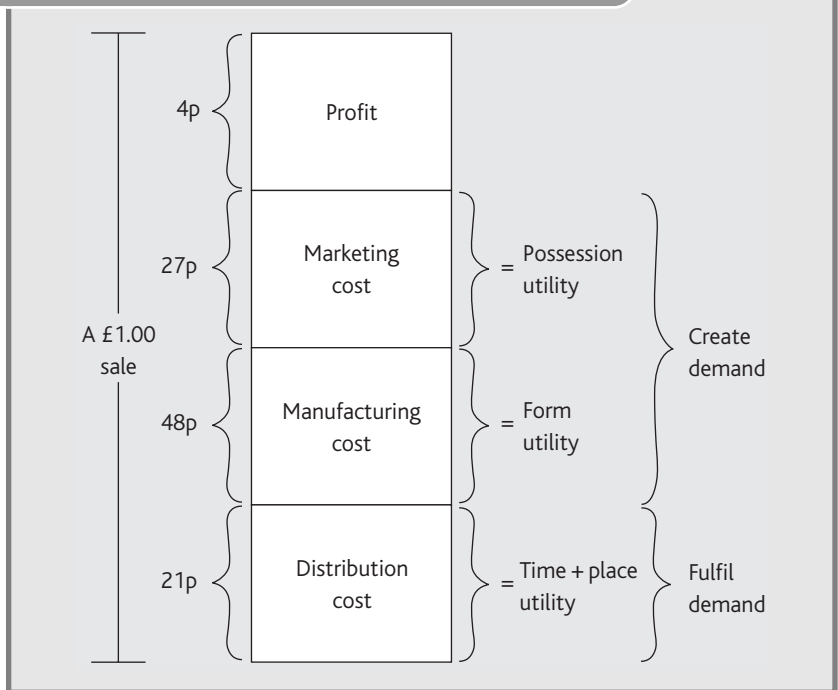 4p
Profit
27p
Marketing
cost
=
Possession
utility
A £1.00
sale
Create
demand
48p
Manufacturing
cost
=
Form
utility
21p
Distribution
cost
=
Time + place
utility
Fulfil
demand